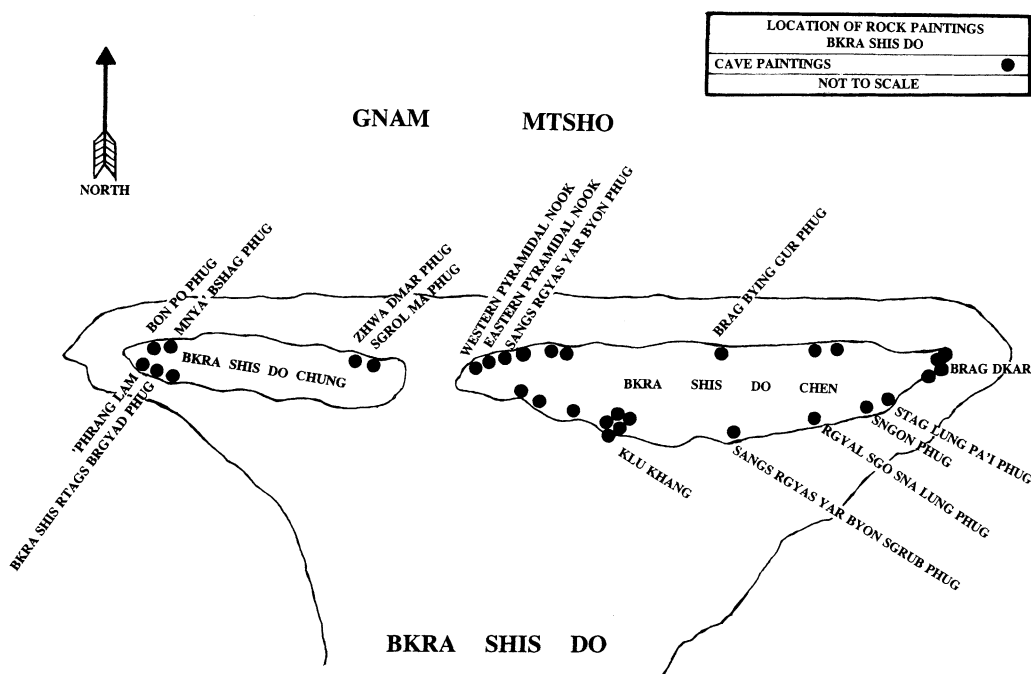 LOCATION OF ROCK PAINTINGS
BKRA SHIS DO
CAVE PAINTINGS
NOT TO SCALE
GNAM MTSHO
NORTH
BON PO PHUG
MNYA' BSHAG PHUG
ZHWA DMAR PHUG
SGROL MA PHUG
WESTERN PYRAMIDAL NOOK
EASTERN PYRAMIDAL NOOK
SANGS RGYAS YAR BYON PHUG
BRAG BYING GUR PHUG
BKRA SHIS DO CHUNG
BKRA SHIS DO CHEN
BRAG DKAR
'PHRANG LAM
BKRA SHIS RTAGS BRGYAD PHUG
KLU KHANG
SANGS RGYAS YAR BYON SGRUB PHUG
RGYAL SGO SNA LUNG PHUG
SNGON PHUG
STAG LUNG PA'I PHUG
BKRA SHIS DO